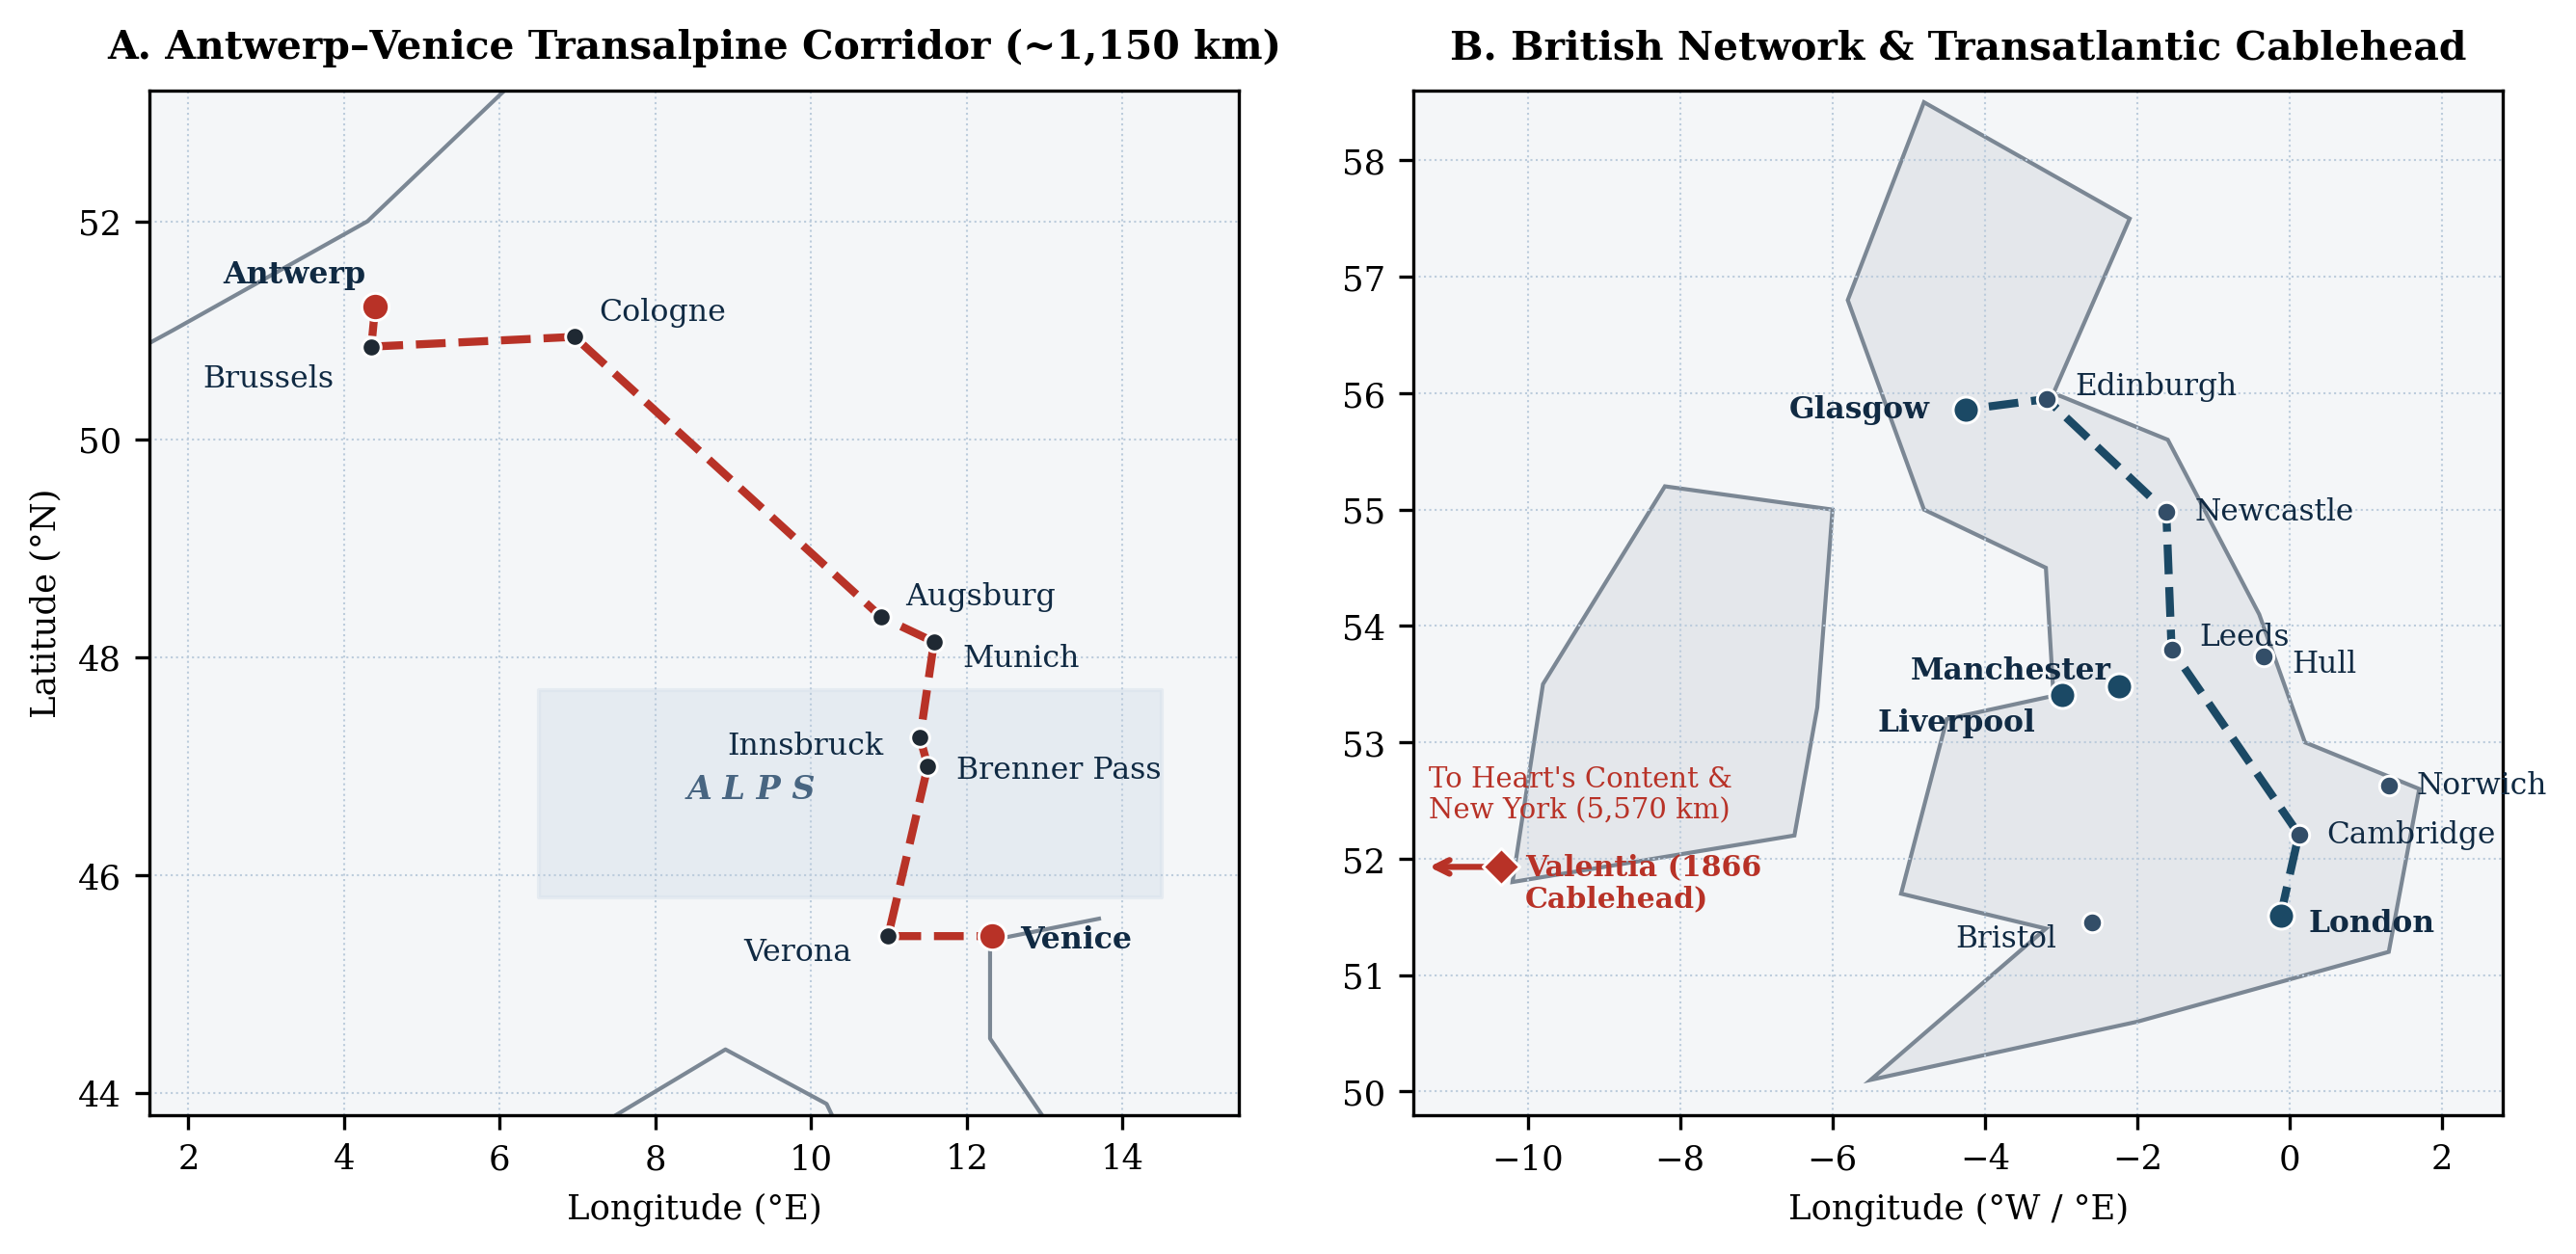 A. Antwerp–Venice Transalpine Corridor (~1,150 km)
Latitude (°N)
52
50
48
46
44
Antwerp
Brussels
Cologne
Augsburg
Munich
Innsbruck
Brenner Pass
A L P S
Verona
Venice
2
4
6
8
10
12
14
Longitude (°E)
B. British Network & Transatlantic Cablehead
58
57
56
55
54
53
52
51
50
Edinburgh
Glasgow
Newcastle
Leeds
Hull
Manchester
Liverpool
To Heart's Content &
New York (5,570 km)
Norwich
Cambridge
Valentia (1866
Cablehead)
London
Bristol
−10
−8
−6
−4
−2
0
2
Longitude (°W / °E)